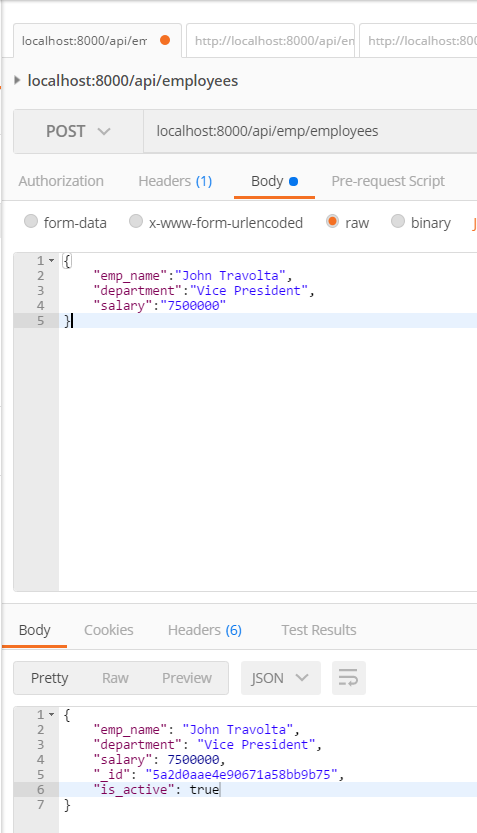 localhost:8000/api/em
http://localhost:8000/api/em
http://localhost:800
localhost:8000/api/employees
POST
localhost:8000/api/emp/employees
Authorization
Headers (1)
Body
Pre-request Script
form-data
x-www-form-urlencoded
raw
binary
1 {
2 "emp_name":"John Travolta",
3 "department":"Vice President",
4 "salary":"7500000"
5 }
Body
Cookies
Headers (6)
Test Results
Pretty
Raw
Preview
JSON
1 {
2 "emp_name": "John Travolta",
3 "department": "Vice President",
4 "salary": 7500000,
5 "_id": "5a2d0aae4e90671a58bb9b75",
6 "is_active": true
7 }